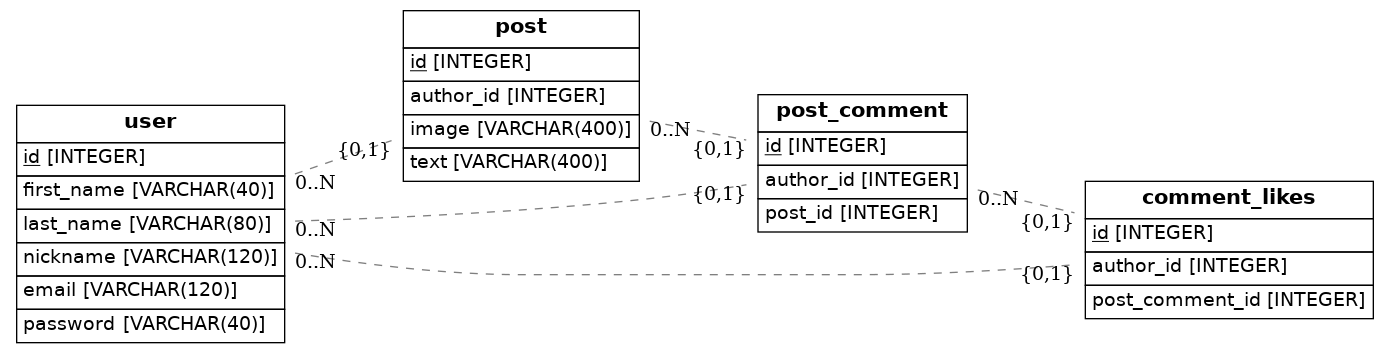 post
id [INTEGER]
author_id [INTEGER]
image [VARCHAR(400)]
text [VARCHAR(400)]
user
id [INTEGER]
first_name [VARCHAR(40)]
last_name [VARCHAR(80)]
nickname [VARCHAR(120)]
email [VARCHAR(120)]
password [VARCHAR(40)]
{0,1}
0..N
0..N
{0,1}
0..N
{0,1}
0..N
{0,1}
post_comment
id [INTEGER]
author_id [INTEGER]
post_id [INTEGER]
0..N
{0,1}
comment_likes
id [INTEGER]
author_id [INTEGER]
post_comment_id [INTEGER]